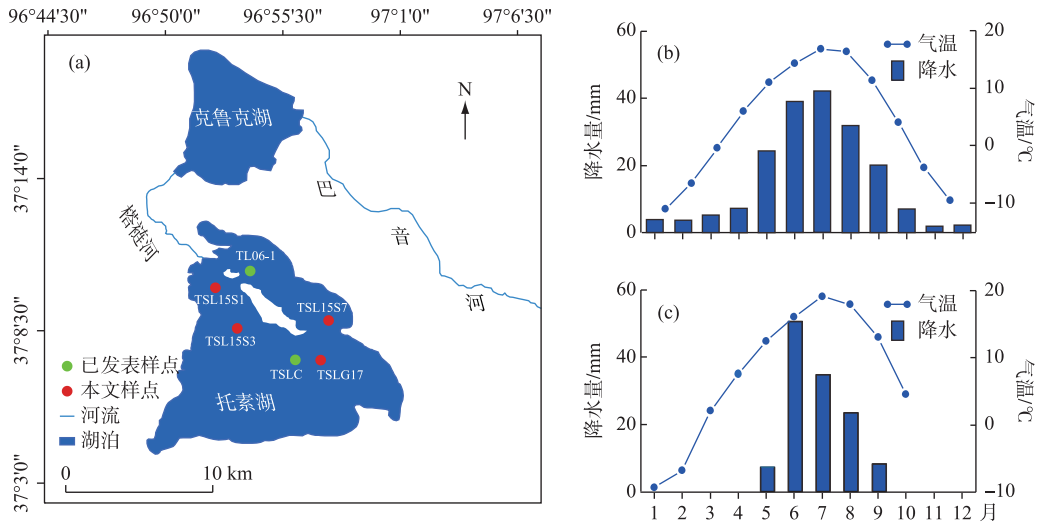 96°44'30" 96°50'0" 96°55'30" 97°1'0" 97°6'30"
37°14'0"
37°8'30"
37°3'0"
(a)
N
克鲁克湖
巴
音
河
榙裢河
TL06-1
TSL15S1
TSL15S7
TSL15S3
TSLC
TSLG17
托素湖
已发表样点
本文样点
河流
湖泊
0 10 km
(b)
气温
降水
降水量/mm
60
40
20
0
气温/℃
20
10
0
−10
(c)
气温
降水
降水量/mm
60
40
20
0
气温/℃
20
10
0
−10
1 2 3 4 5 6 7 8 9 10 11 12 月